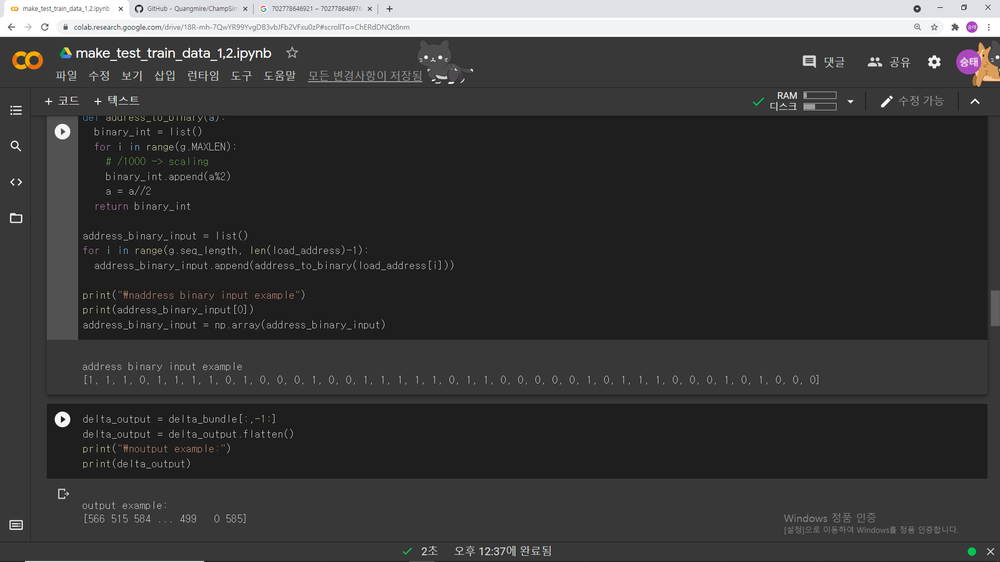 make_test_train_data_1,2.ipynb
GitHub - Quangmire/ChampSim
702778646921 – 70277864697
colab.research.google.com/drive/18R-mh-7QwYR99YvgDB3vbJFb2VFxu0zP#scrollTo=ChERdDNQt8nm
승태
CO
make_test_train_data_1,2.ipynb
댓글
공유
승태
파일 수정 보기 삽입 런타임 도구 도움말 모든 변경사항이 저장됨
+ 코드 + 텍스트
RAM
디스크
수정 가능
def address_to_binary(a):
binary_int = list()
for i in range(g.MAXLEN):
# /1000 -> scaling
binary_int.append(a%2)
a = a//2
return binary_int
address_binary_input = list()
for i in range(g.seq_length, len(load_address)-1):
address_binary_input.append(address_to_binary(load_address[i]))
print("₩naddress binary input example")
print(address_binary_input[0])
address_binary_input = np.array(address_binary_input)
address binary input example
[1, 1, 1, 0, 1, 1, 1, 1, 0, 1, 0, 0, 0, 1, 0, 0, 1, 1, 1, 1, 1, 0, 1, 1, 0, 0, 0, 0, 0, 1, 0, 1, 1, 1, 0, 0, 0, 1, 0, 1, 0, 0, 0]
delta_output = delta_bundle[:,-1:]
delta_output = delta_output.flatten()
print("₩noutput example:")
print(delta_output)
output example:
[566 515 584 ... 499   0 585]
Windows 정품 인증
[설정]으로 이동하여 Windows를 정품 인증합니다.
2초 오후 12:37에 완료됨